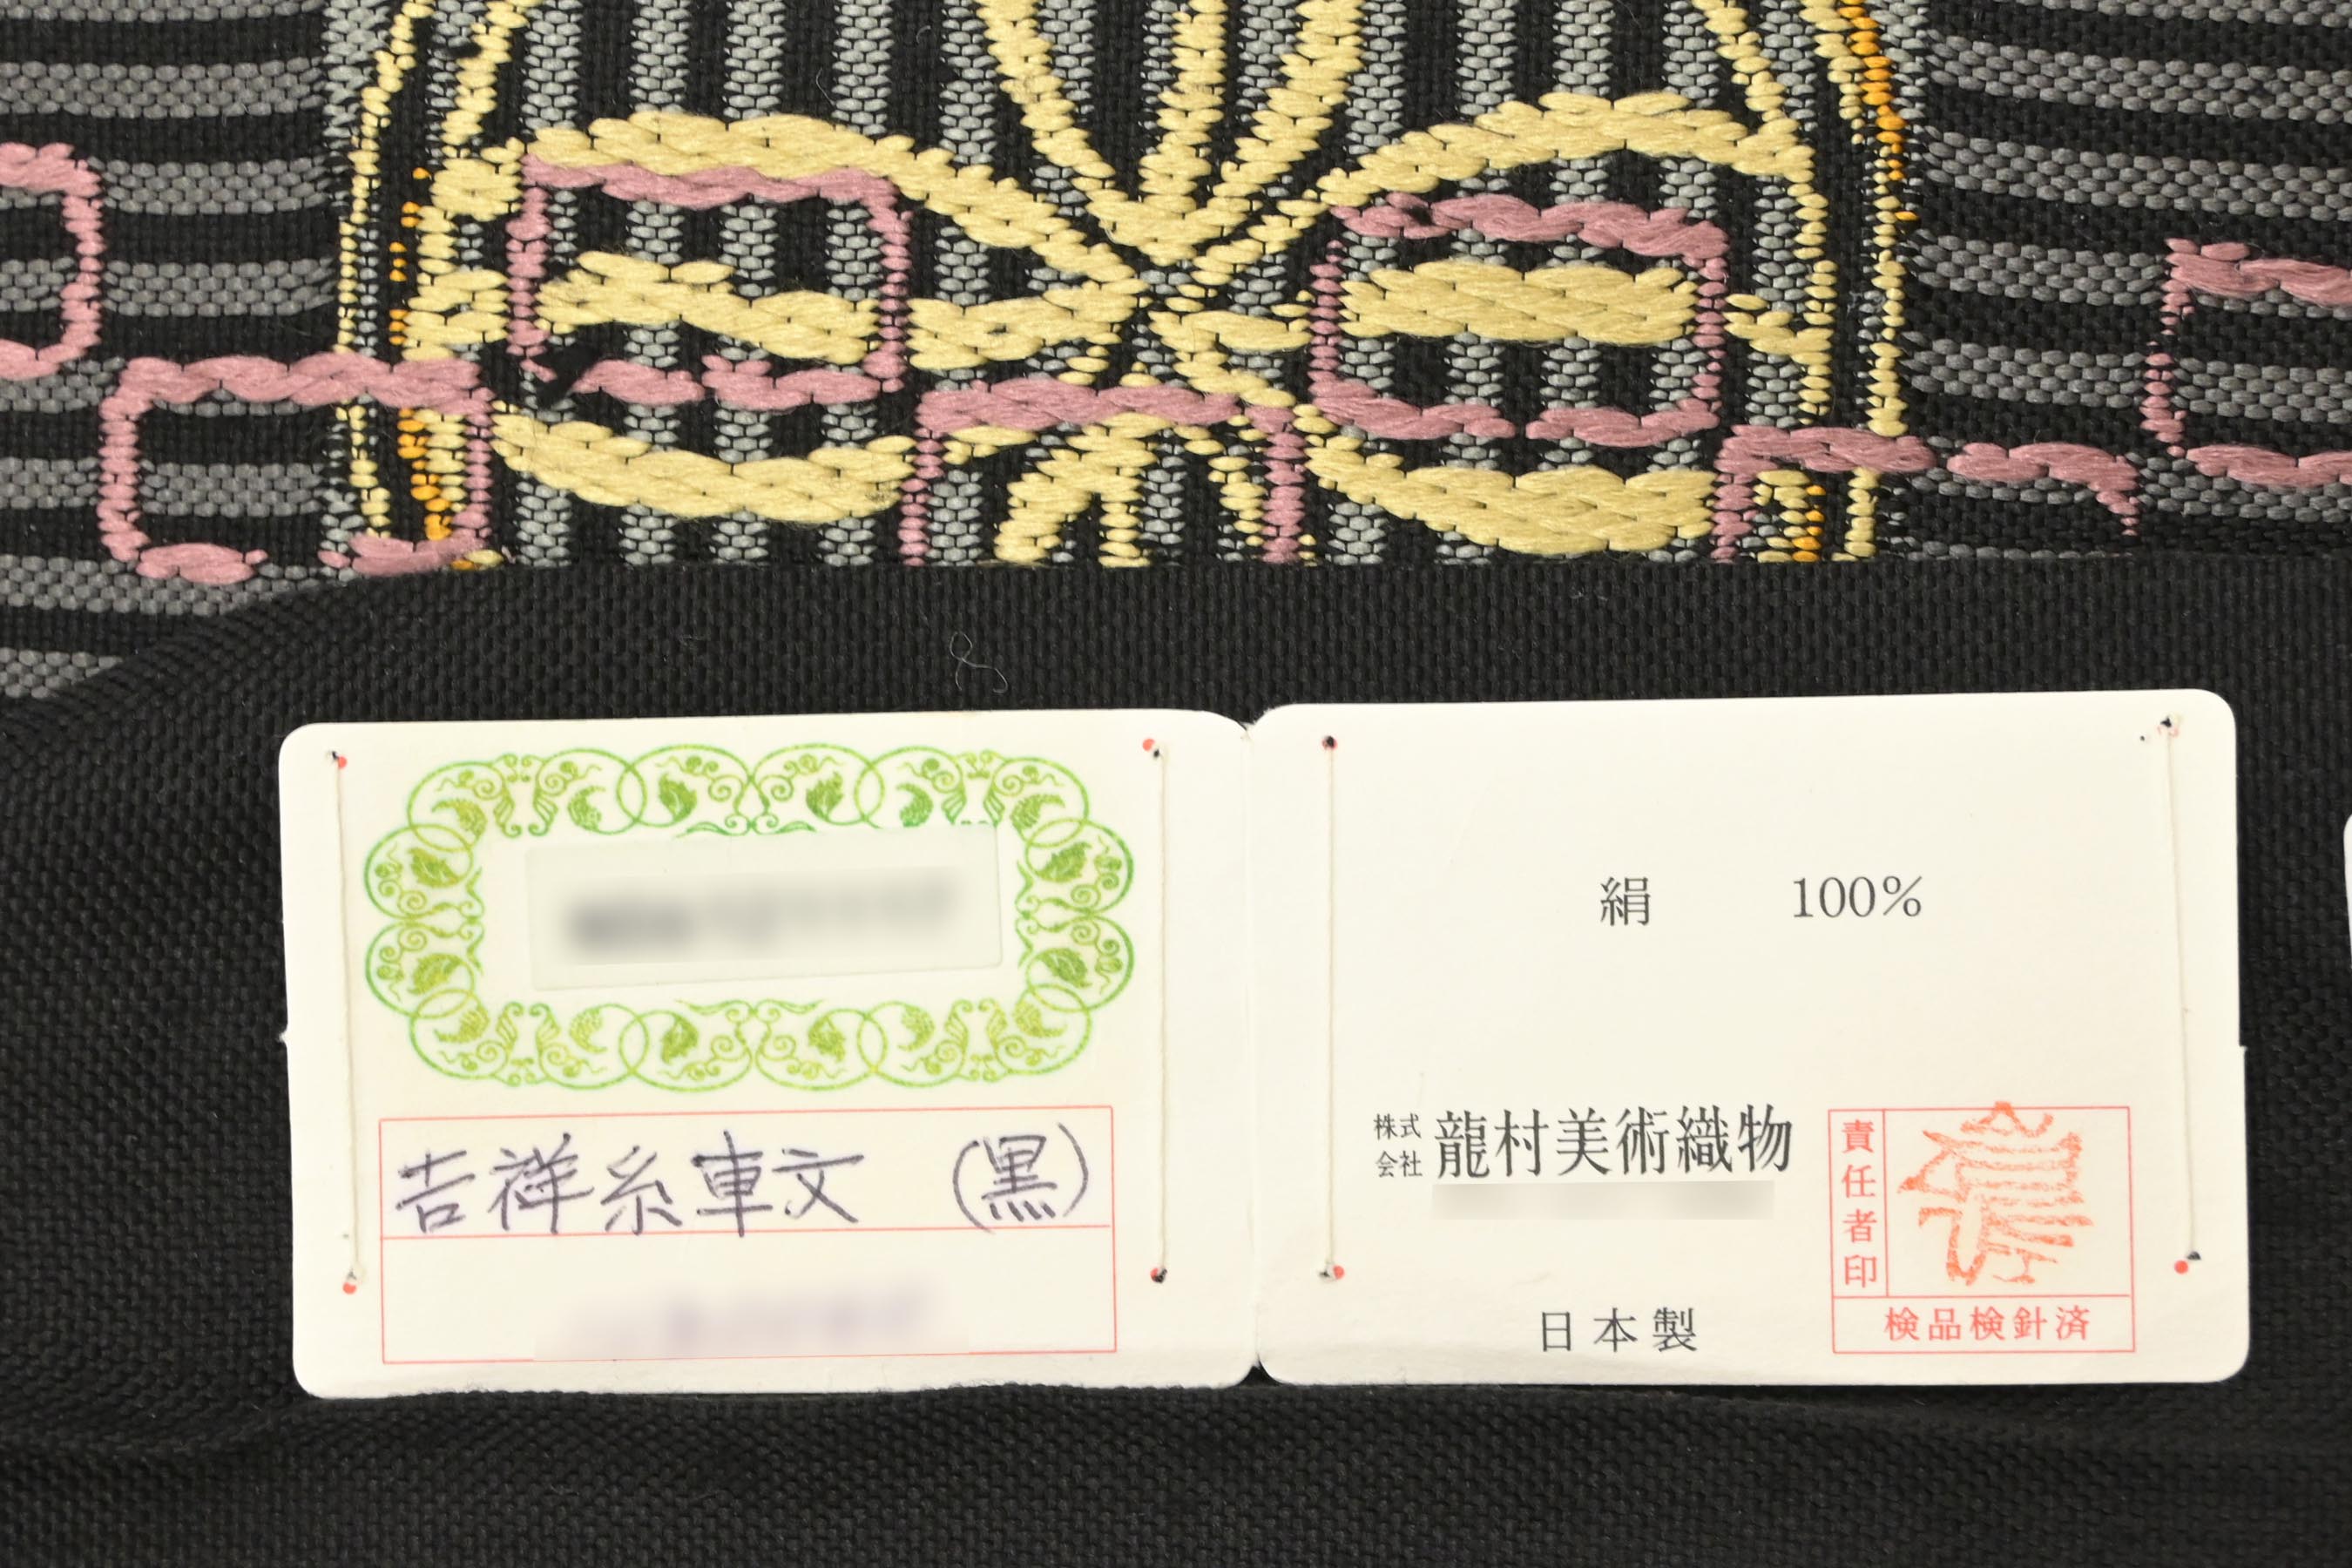 吉祥糸車文 (黒)
絹 100%
株式会社 龍村美術織物
日本製
責任者印
検品検針済